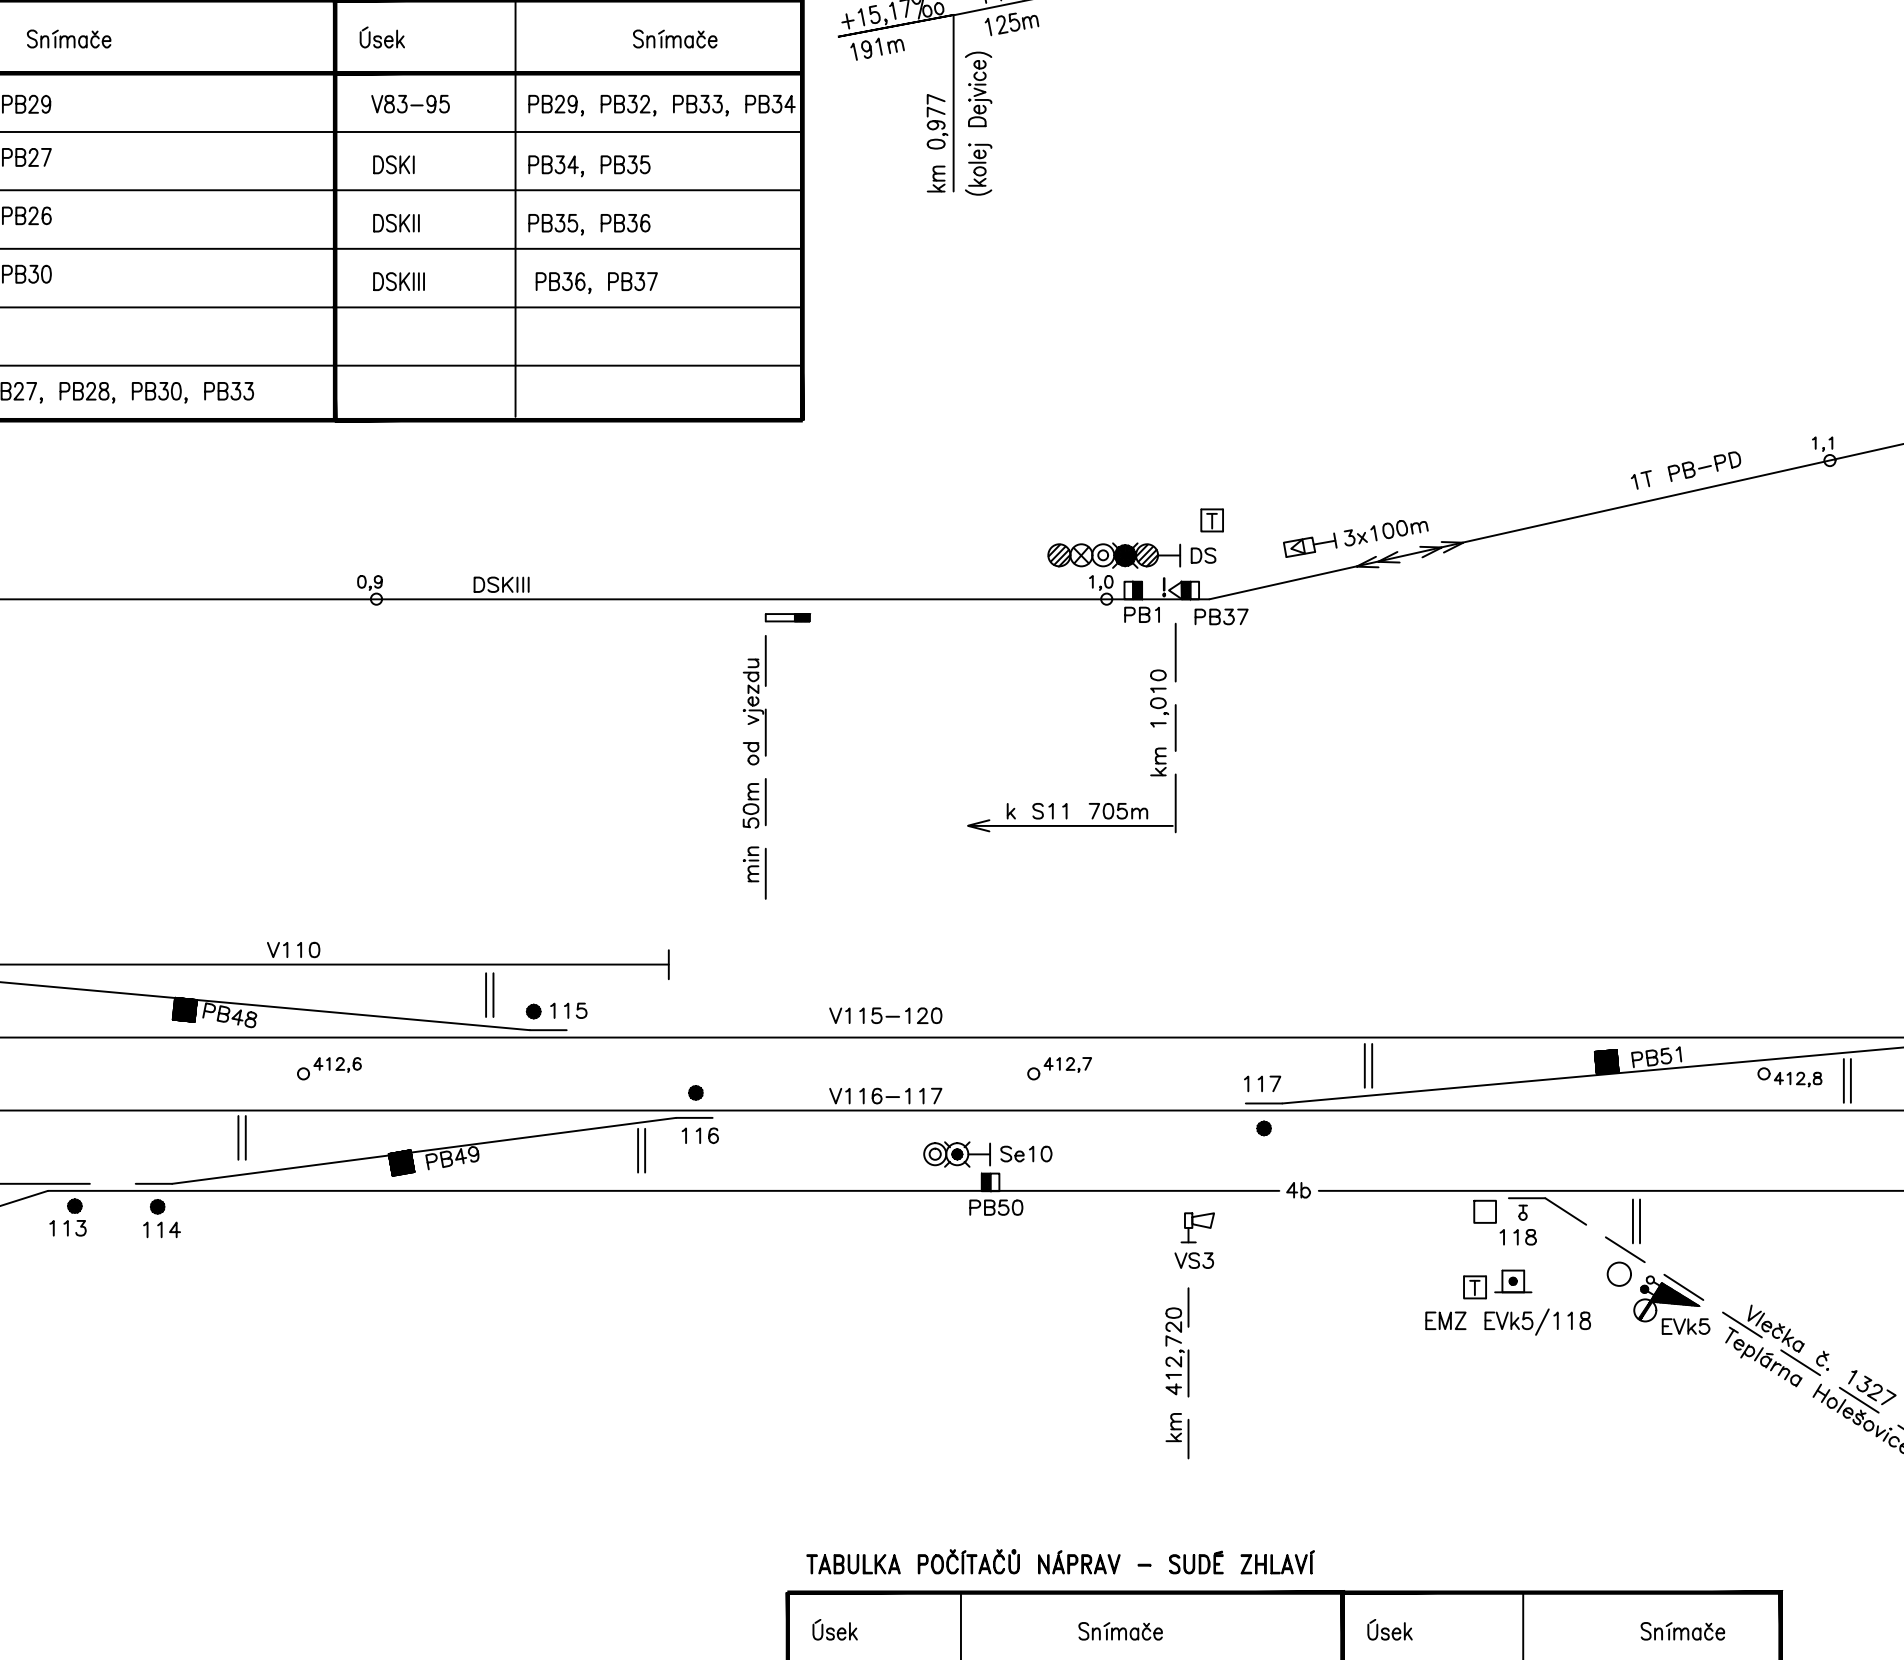 +15,17‰
191m
125m
km 0,977
(kolej Dejvice)
Snímače
Úsek
Snímače
PB29
V83-95
PB29, PB32, PB33, PB34
PB27
DSKI
PB34, PB35
PB26
DSKII
PB35, PB36
PB30
DSKIII
PB36, PB37
B27, PB28, PB30, PB33
1,1
1T PB-PD
T
3x100m
DS
0,9
DSKIII
1,0
!
PB1
PB37
min 50m od vjezdu
km 1,010
k S11 705m
V110
PB48
115
V115-120
412,6
412,7
PB51
412,8
117
V116-117
116
PB49
Se10
PB50
4b
113
114
VS3
118
T
EMZ EVk5/118
EVk5
km 412,720
Vlečka č. 1327
Teplárna Holešovice
TABULKA POČÍTAČŮ NÁPRAV - SUDÉ ZHLAVÍ
Úsek
Snímače
Úsek
Snímače